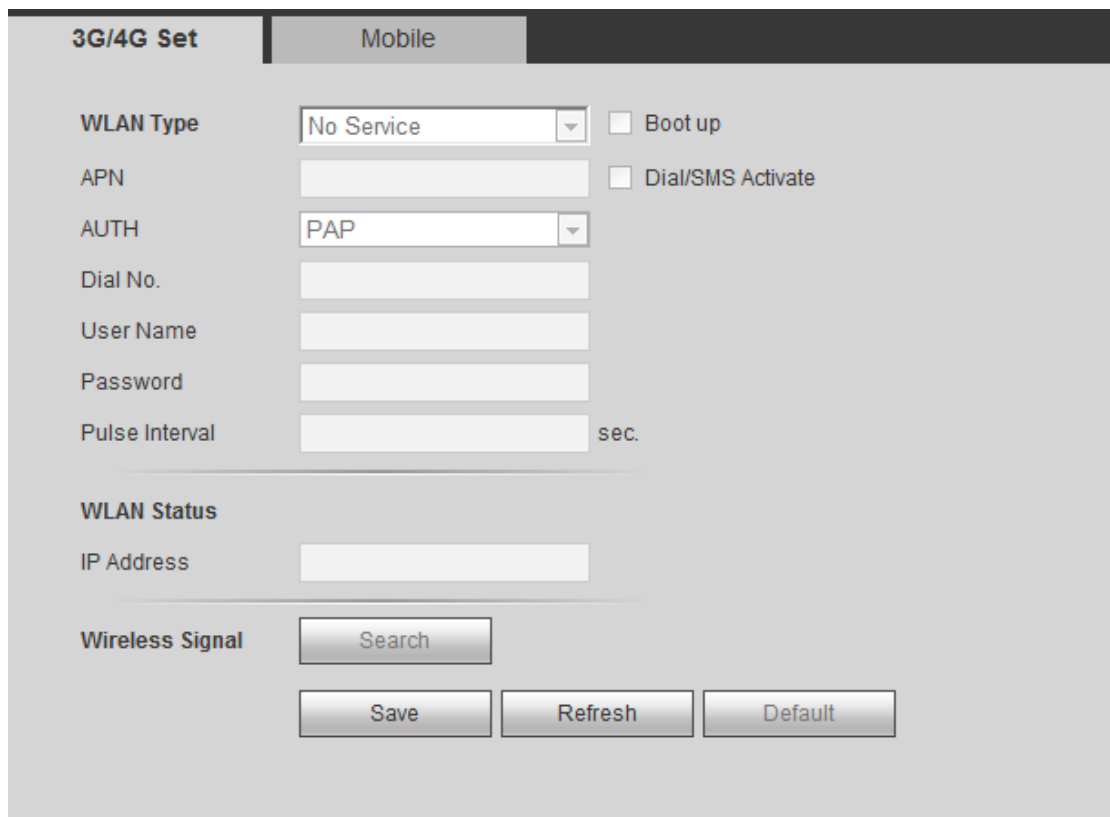 3G/4G Set Mobile
WLAN Type No Service Boot up
APN Dial/SMS Activate
AUTH PAP
Dial No.
User Name
Password
Pulse Interval sec.
WLAN Status
IP Address
Wireless Signal Search
Save Refresh Default